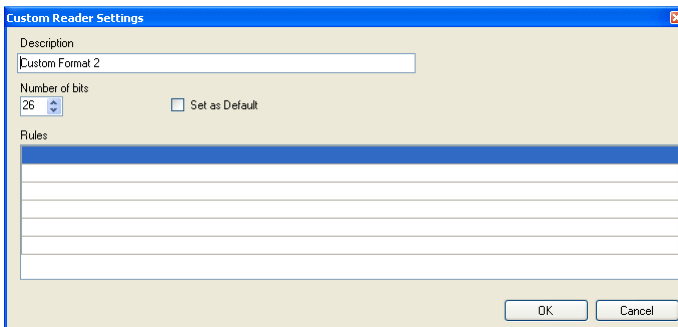 Custom Reader Settings
Description
Custom Format 2
Number of bits
26
Set as Default
Rules
OK
Cancel